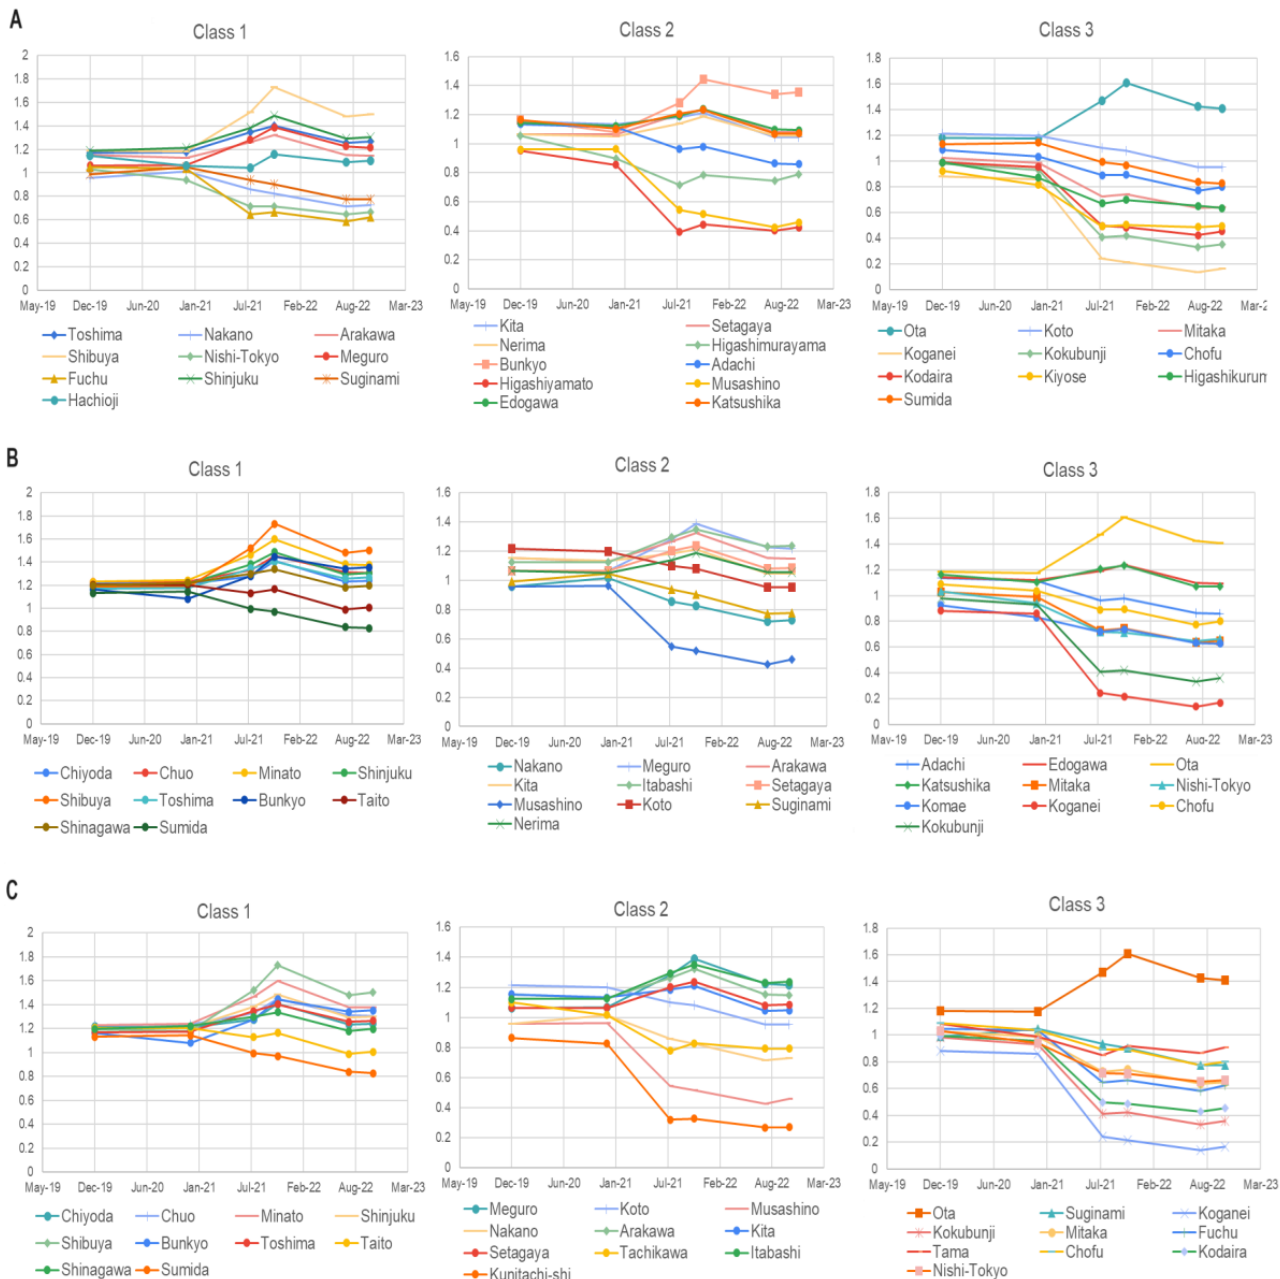 A
Class 1
2
1.8
1.6
1.4
1.2
1
0.8
0.6
0.4
0.2
0
May-19 Dec-19 Jun-20 Jan-21 Jul-21 Feb-22 Aug-22 Mar-23
Toshima Nakano Arakawa
Shibuya Nishi-Tokyo Meguro
Fuchu Shinjuku Suginami
Hachioji
Class 2
1.6
1.4
1.2
1
0.8
0.6
0.4
0.2
0
May-19 Dec-19 Jun-20 Jan-21 Jul-21 Feb-22 Aug-22 Mar-23
Kita Setagaya
Nerima Higashimurayama
Bunkyo Adachi
Higashiyamato Musashino
Edogawa Katsushika
Class 3
1.8
1.6
1.4
1.2
1
0.8
0.6
0.4
0.2
0
May-19 Dec-19 Jun-20 Jan-21 Jul-21 Feb-22 Aug-22 Mar-2
Ota Koto Mitaka
Koganei Kokubunji Chofu
Kodaira Kiyose Higashikurum
Sumida
B
Class 1
2
1.8
1.6
1.4
1.2
1
0.8
0.6
0.4
0.2
0
May-19 Dec-19 Jun-20 Jan-21 Jul-21 Feb-22 Aug-22 Mar-23
Chiyoda Chuo Minato Shinjuku
Shibuya Toshima Bunkyo Taito
Shinagawa Sumida
Class 2
1.6
1.4
1.2
1
0.8
0.6
0.4
0.2
0
May-19 Dec-19 Jun-20 Jan-21 Jul-21 Feb-22 Aug-22 Mar-23
Nakano Meguro Arakawa
Kita Itabashi Setagaya
Musashino Koto Suginami
Nerima
Class 3
1.8
1.6
1.4
1.2
1
0.8
0.6
0.4
0.2
0
May-19 Dec-19 Jun-20 Jan-21 Jul-21 Feb-22 Aug-22 Mar-23
Adachi Edogawa Ota
Katsushika Mitaka Nishi-Tokyo
Komae Koganei Chofu
Kokubunji
C
Class 1
2
1.8
1.6
1.4
1.2
1
0.8
0.6
0.4
0.2
0
May-19 Dec-19 Jun-20 Jan-21 Jul-21 Feb-22 Aug-22 Mar-23
Chiyoda Chuo Minato Shinjuku
Shibuya Bunkyo Toshima Taito
Shinagawa Sumida
Class 2
1.6
1.4
1.2
1
0.8
0.6
0.4
0.2
0
May-19 Dec-19 Jun-20 Jan-21 Jul-21 Feb-22 Aug-22 Mar-23
Meguro Koto Musashino
Nakano Arakawa Kita
Setagaya Tachikawa Itabashi
Kunitachi-shi
Class 3
1.8
1.6
1.4
1.2
1
0.8
0.6
0.4
0.2
0
May-19 Dec-19 Jun-20 Jan-21 Jul-21 Feb-22 Aug-22 Mar-23
Ota Suginami Koganei
Kokubunji Mitaka Fuchu
Tama Chofu Kodaira
Nishi-Tokyo